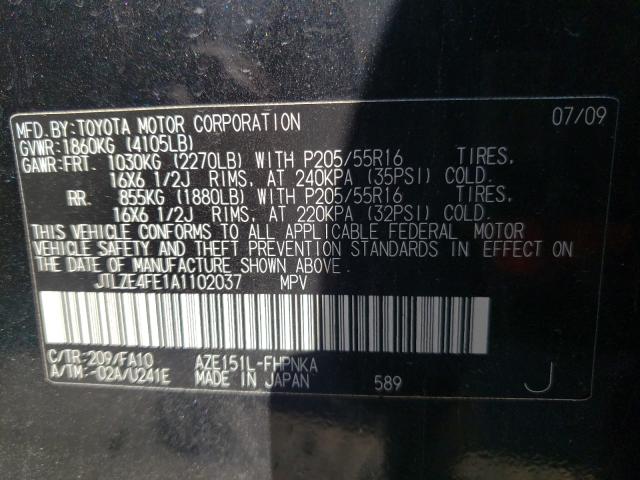 MFD.BY:TOYOTA MOTOR CORPORATION 07/09
GVWR:1860KG (4105LB)
GAWR:FRT. 1030KG (2270LB) WITH P205/55R16 TIRES,
16X6 1/2J RIMS, AT 240KPA (35PSI) COLD.
RR. 855KG (1880LB) WITH P205/55R16 TIRES,
16X6 1/2J RIMS, AT 220KPA (32PSI) COLD.
THIS VEHICLE CONFORMS TO ALL APPLICABLE FEDERAL MOTOR
VEHICLE SAFETY AND THEFT PREVENTION STANDARDS IN EFFECT ON
THE DATE OF MANUFACTURE SHOWN ABOVE.
JTLZE4FE1A1102037 MPV
C/TR:209/FA10 AZE151L-FHPNKA
A/TM:-02A/U241E MADE IN JAPAN 589 J